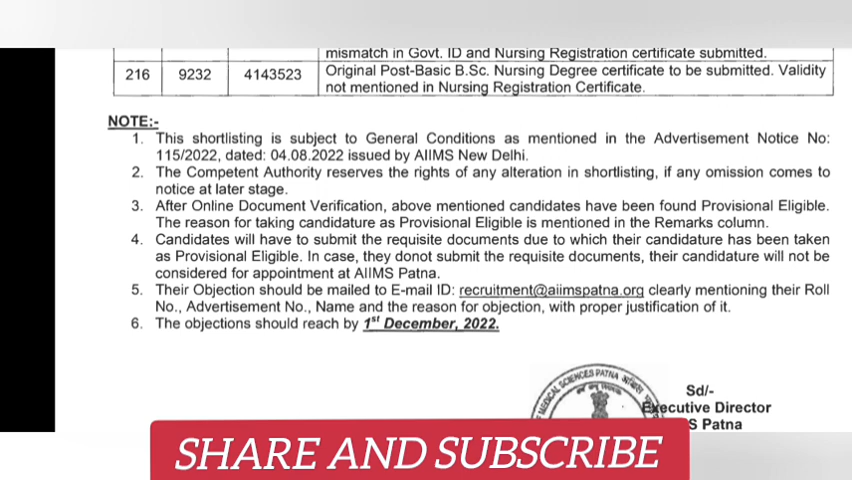 mismatch in Govt. ID and Nursing Registration certificate submitted.
216 9232 4143523 Original Post-Basic B.Sc. Nursing Degree certificate to be submitted. Validity
not mentioned in Nursing Registration Certificate.
NOTE:-
1. This shortlisting is subject to General Conditions as mentioned in the Advertisement Notice No:
115/2022, dated: 04.08.2022 issued by AIIMS New Delhi.
2. The Competent Authority reserves the rights of any alteration in shortlisting, if any omission comes to
notice at later stage.
3. After Online Document Verification, above mentioned candidates have been found Provisional Eligible.
The reason for taking candidature as Provisional Eligible is mentioned in the Remarks column.
4. Candidates will have to submit the requisite documents due to which their candidature has been taken
as Provisional Eligible. In case, they donot submit the requisite documents, their candidature will not be
considered for appointment at AIIMS Patna.
5. Their Objection should be mailed to E-mail ID: recruitment@aiimspatna.org clearly mentioning their Roll
No., Advertisement No., Name and the reason for objection, with proper justification of it.
6. The objections should reach by 1st December, 2022.
MEDICAL SCIENCES PATNA
Sd/-
Executive Director
S Patna
SHARE AND SUBSCRIBE